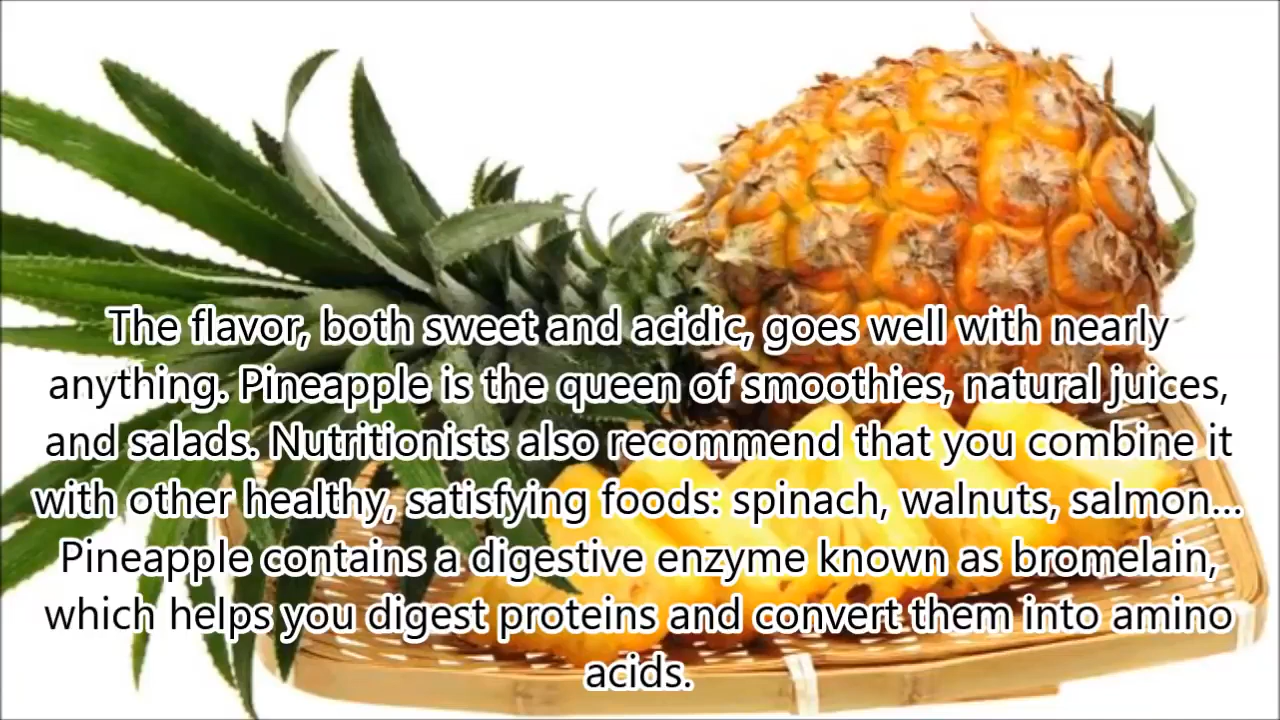 The flavor, both sweet and acidic, goes well with nearly
anything. Pineapple is the queen of smoothies, natural juices,
and salads. Nutritionists also recommend that you combine it
with other healthy, satisfying foods: spinach, walnuts, salmon...
Pineapple contains a digestive enzyme known as bromelain,
which helps you digest proteins and convert them into amino
acids.